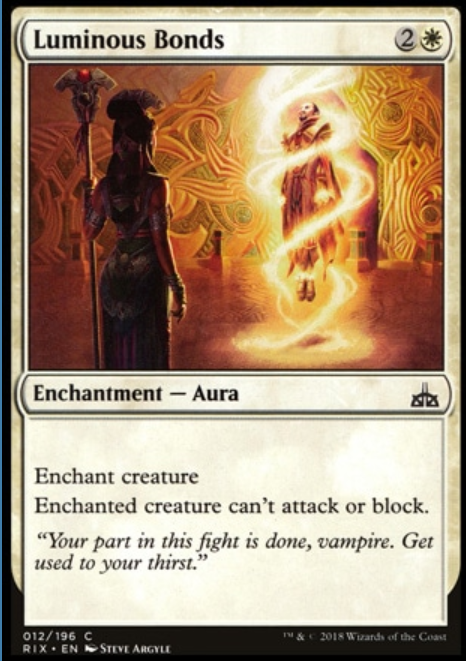 Luminous Bonds 2
Enchantment — Aura
Enchant creature
Enchanted creature can't attack or block.
“Your part in this fight is done, vampire. Get
used to your thirst.”
012/196 C
RIX • EN Steve Argyle ™ & © 2018 Wizards of the Coast